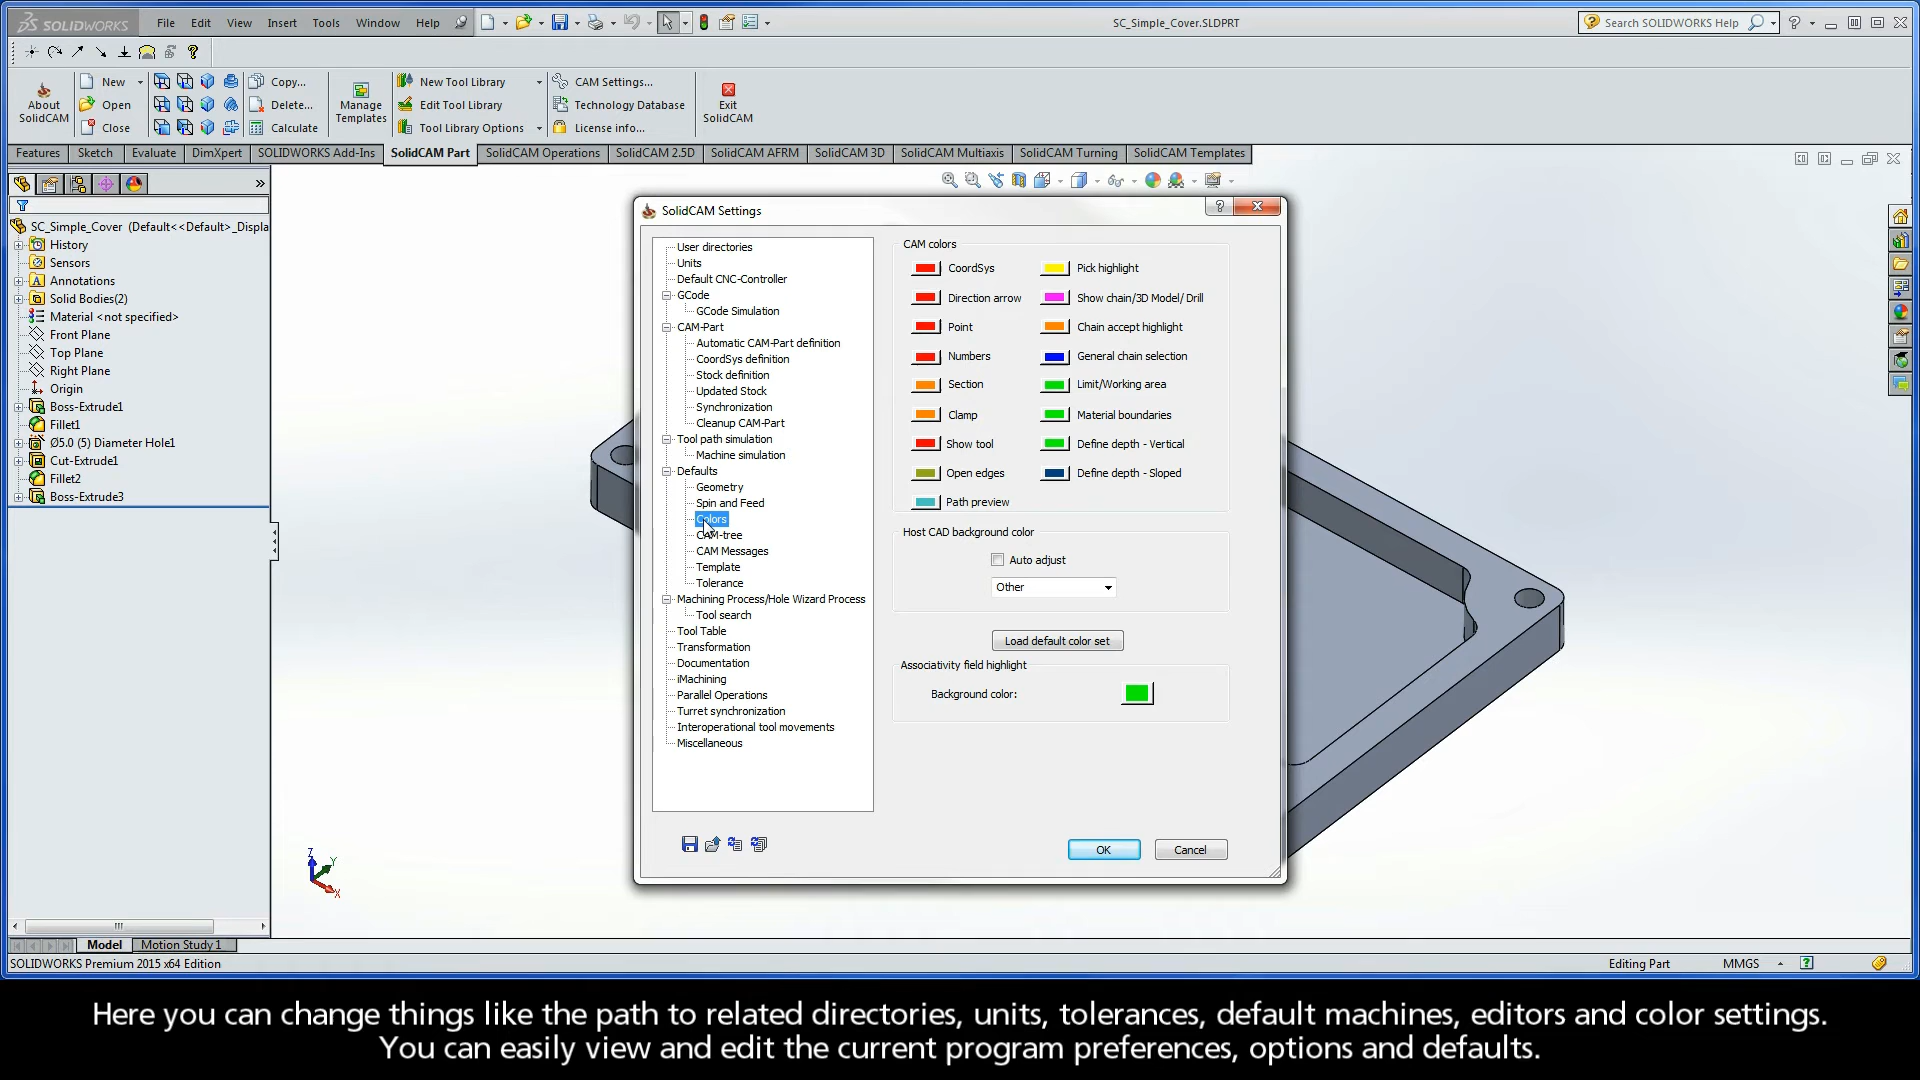 SOLIDWORKS File Edit View Insert Tools Window Help SC_Simple_Cover.SLDPRT Search SOLIDWORKS Help
About SolidCAM
New
Open
Close
Copy...
Delete...
Calculate
Manage Templates
New Tool Library
Edit Tool Library
Tool Library Options
CAM Settings...
Technology Database
License info...
Exit SolidCAM
Features Sketch Evaluate DimXpert SOLIDWORKS Add-Ins SolidCAM Part SolidCAM Operations SolidCAM 2.5D SolidCAM AFRM SolidCAM 3D SolidCAM Multiaxis SolidCAM Turning SolidCAM Templates
SC_Simple_Cover (Default<<Default>_Displa
History
Sensors
Annotations
Solid Bodies(2)
Material <not specified>
Front Plane
Top Plane
Right Plane
Origin
Boss-Extrude1
Fillet1
Ø5.0 (5) Diameter Hole1
Cut-Extrude1
Fillet2
Boss-Extrude3
SolidCAM Settings
User directories
Units
Default CNC-Controller
GCode
GCode Simulation
CAM-Part
Automatic CAM-Part definition
CoordSys definition
Stock definition
Updated Stock
Synchronization
Cleanup CAM-Part
Tool path simulation
Machine simulation
Defaults
Geometry
Spin and Feed
Colors
CAM-tree
CAM Messages
Template
Tolerance
Machining Process/Hole Wizard Process
Tool search
Tool Table
Transformation
Documentation
iMachining
Parallel Operations
Turret synchronization
Interoperational tool movements
Miscellaneous
CAM colors
CoordSys Pick highlight
Direction arrow Show chain/3D Model/ Drill
Point Chain accept highlight
Numbers General chain selection
Section Limit/Working area
Clamp Material boundaries
Show tool Define depth - Vertical
Open edges Define depth - Sloped
Path preview
Host CAD background color
Auto adjust
Other
Load default color set
Associativity field highlight
Background color:
OK Cancel
Z Y X
Model Motion Study 1
SOLIDWORKS Premium 2015 x64 Edition Editing Part MMGS
Here you can change things like the path to related directories, units, tolerances, default machines, editors and color settings.
You can easily view and edit the current program preferences, options and defaults.